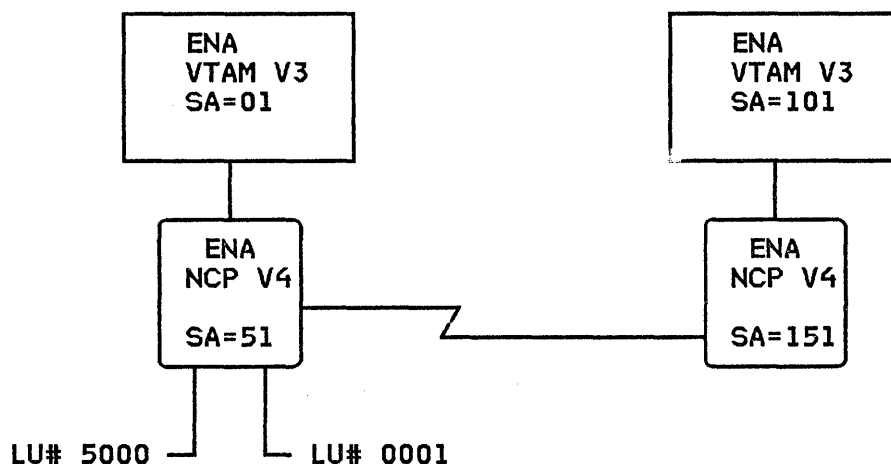 ENA
VTAM V3
SA=01
ENA
VTAM V3
SA=101
ENA
NCP V4
SA=51
ENA
NCP V4
SA=151
LU# 5000
LU# 0001